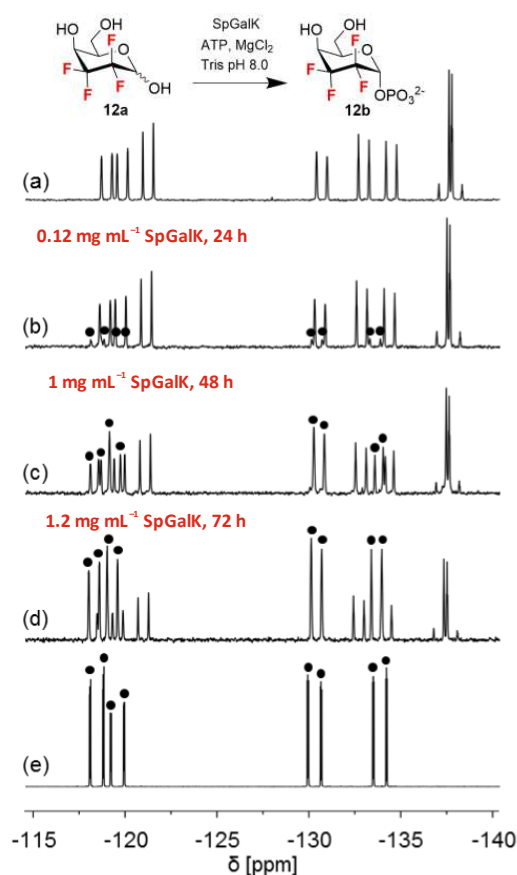 HO OH
SpGalK
ATP, MgCl₂
Tris pH 8.0
HO OH
F O
F F F OH
F O
F F F OPO₃²⁻
12a
12b
(a)
0.12 mg mL⁻¹ SpGalK, 24 h
(b)
1 mg mL⁻¹ SpGalK, 48 h
(c)
1.2 mg mL⁻¹ SpGalK, 72 h
(d)
(e)
-115 -120 -125 -130 -135 -140
δ [ppm]